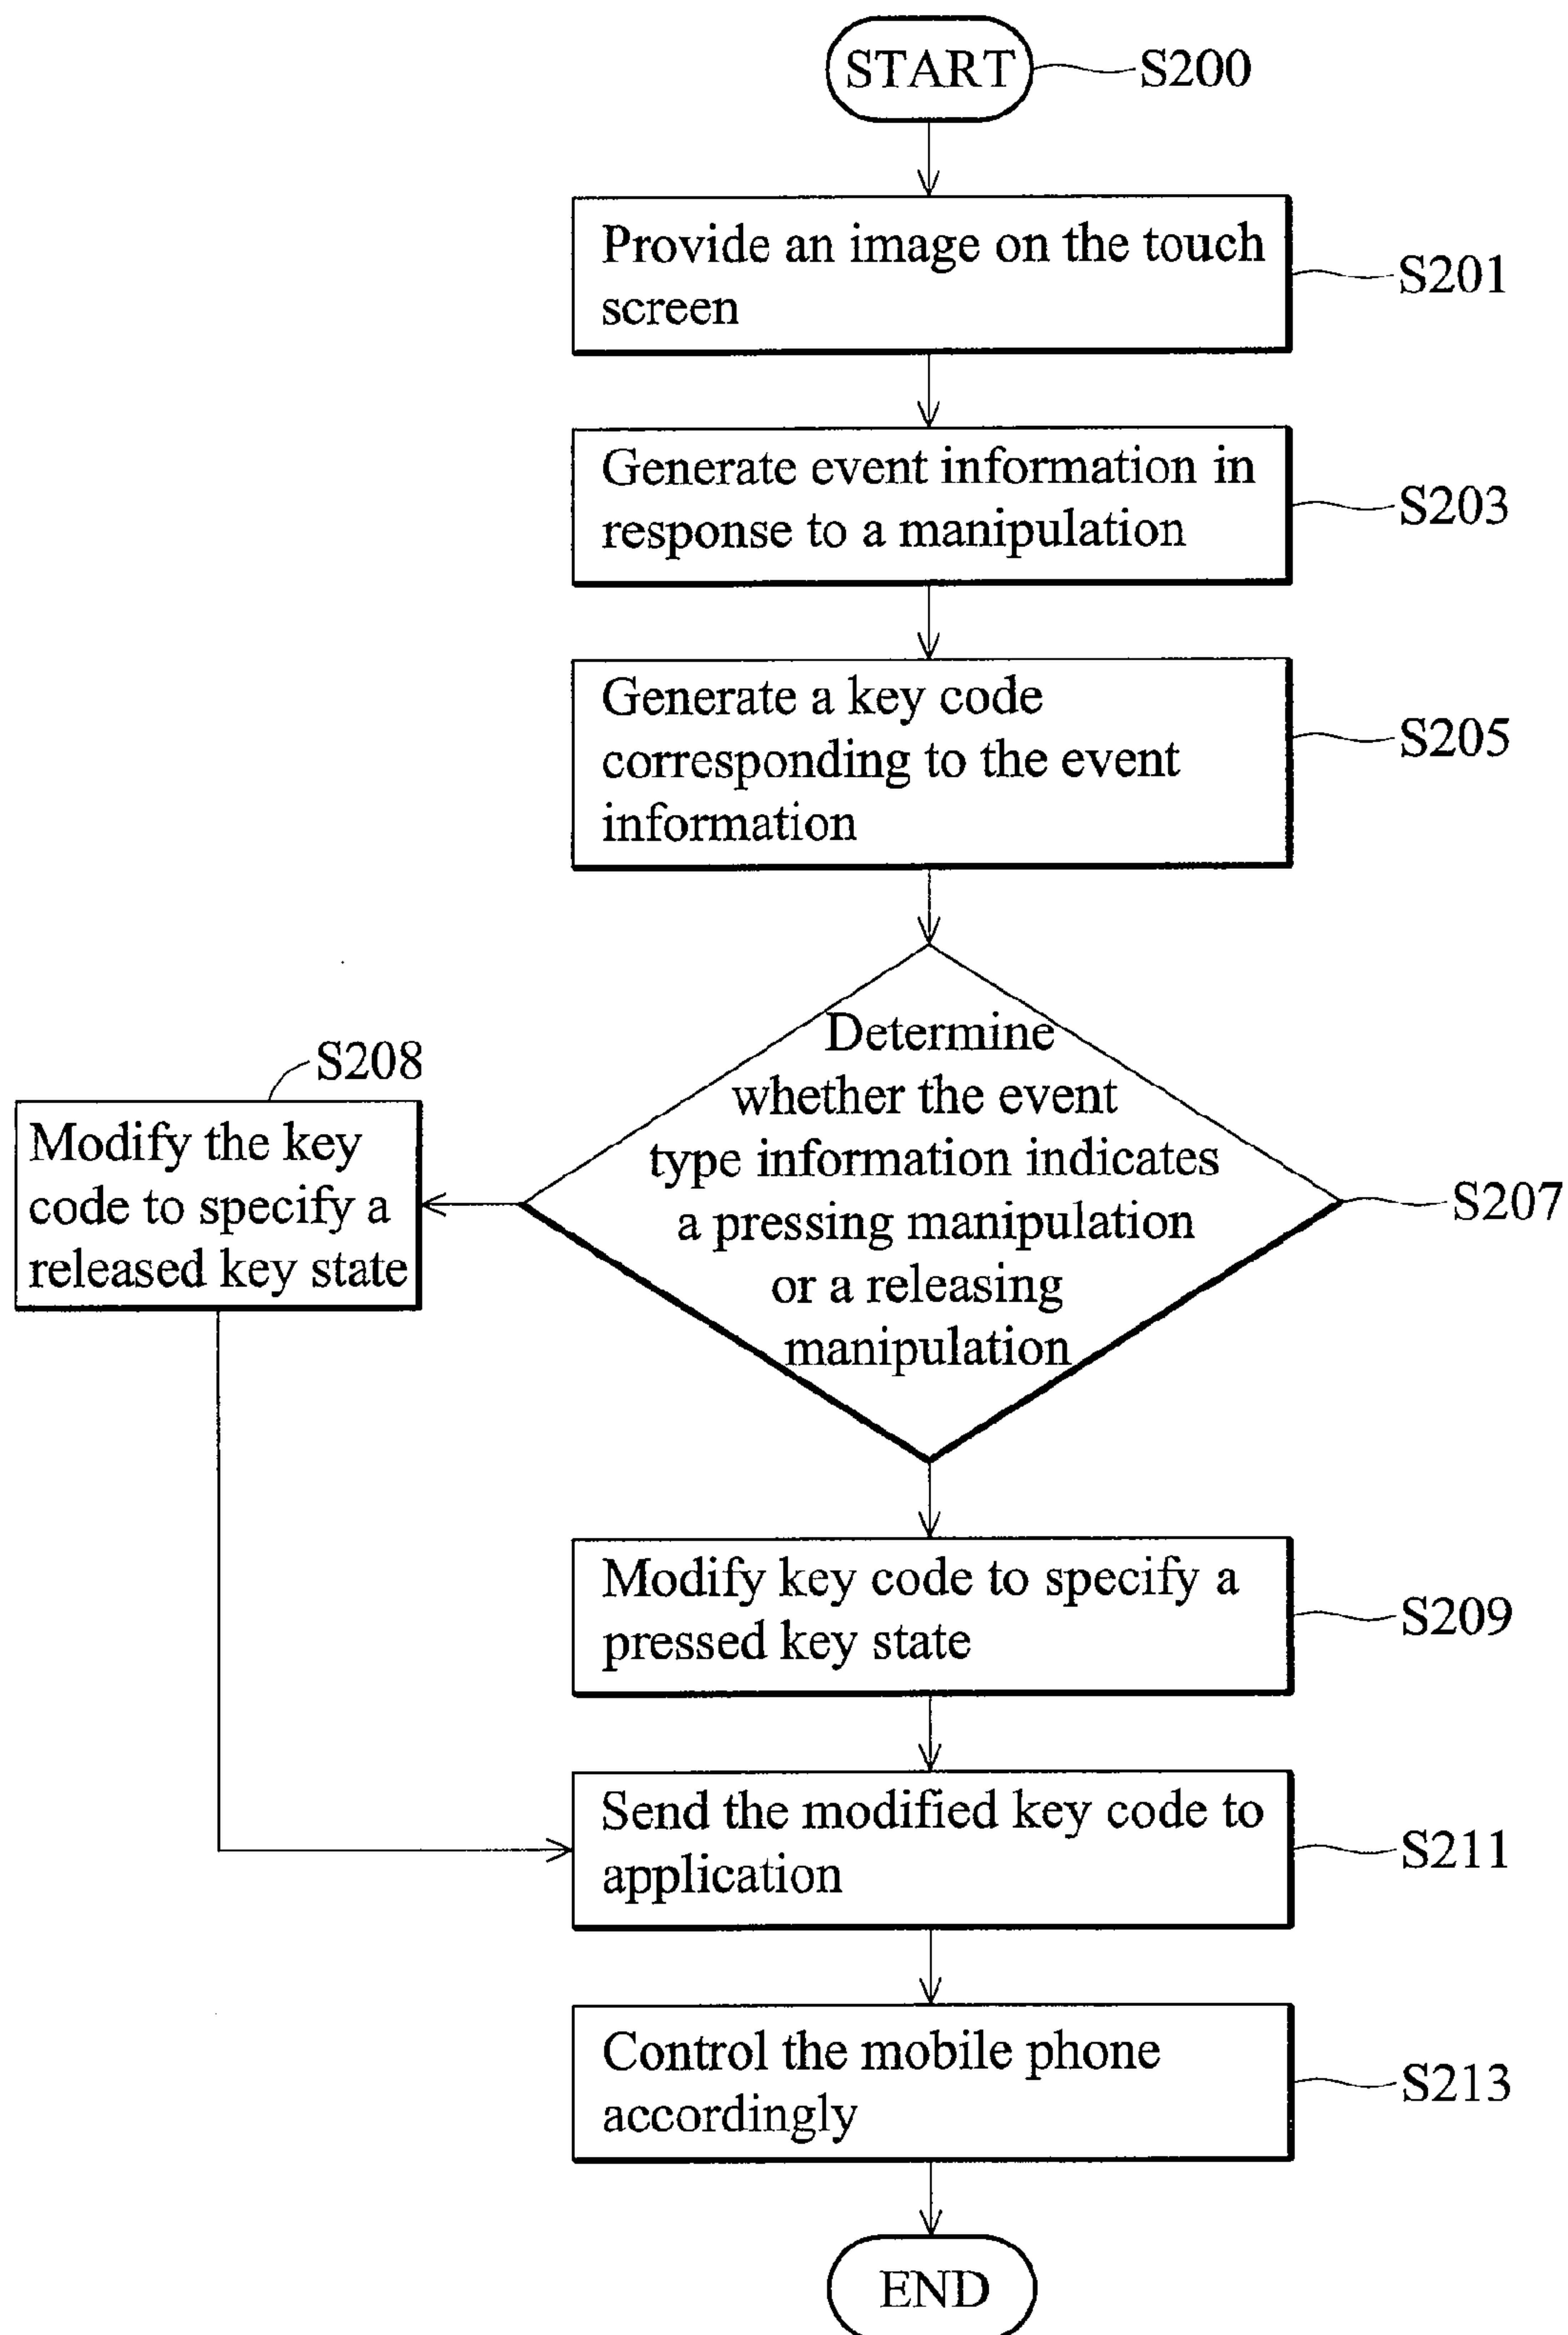 START
S200
Provide an image on the touch
screen
S201
Generate event information in
response to a manipulation
S203
Generate a key code
corresponding to the event
information
S205
Determine
whether the event
type information indicates
a pressing manipulation
or a releasing
manipulation
S207
S208
Modify the key
code to specify a
released key state
Modify key code to specify a
pressed key state
S209
Send the modified key code to
application
S211
Control the mobile phone
accordingly
S213
END